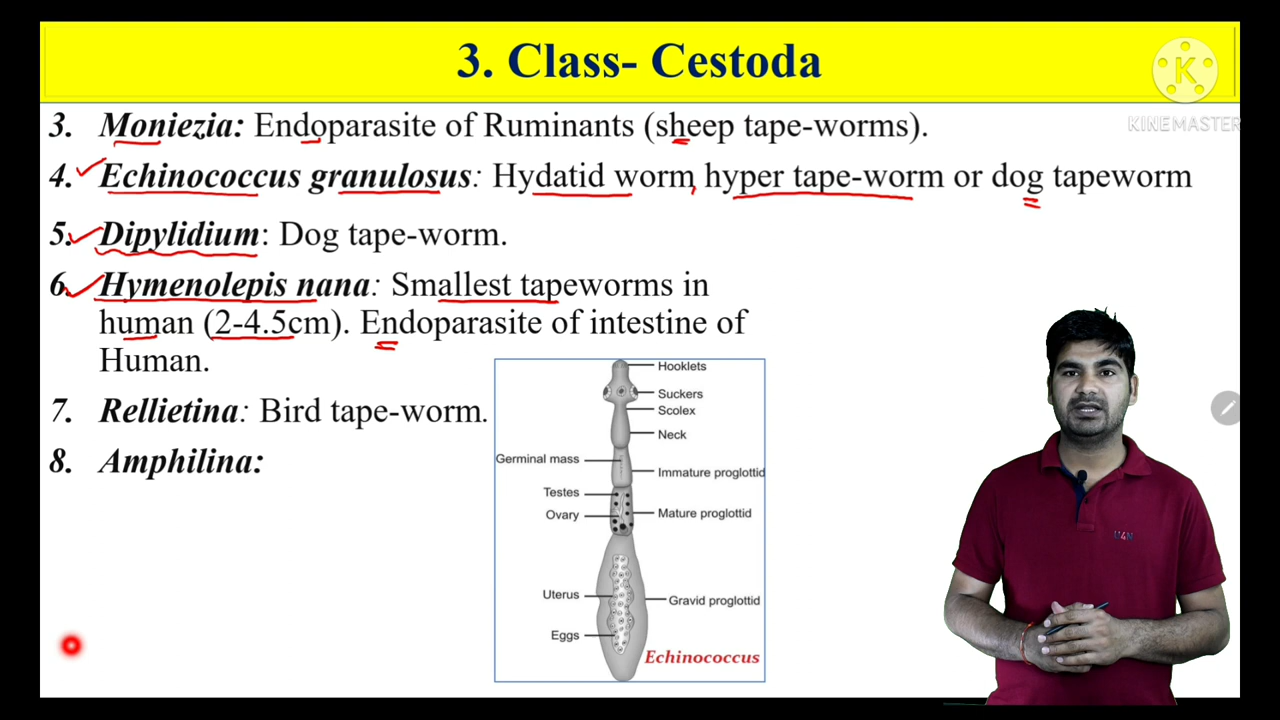 3. Class- Cestoda
K
KINEMASTER
3. Moniezia: Endoparasite of Ruminants (sheep tape-worms).
4. Echinococcus granulosus: Hydatid worm, hyper tape-worm or dog tapeworm
5. Dipylidium: Dog tape-worm.
6. Hymenolepis nana: Smallest tapeworms in
human (2-4.5cm). Endoparasite of intestine of
Human.
7. Rellietina: Bird tape-worm.
8. Amphilina:
Hooklets
Suckers
Scolex
Neck
Germinal mass
Immature proglottid
Testes
Ovary
Mature proglottid
Uterus
Gravid proglottid
Eggs
Echinococcus